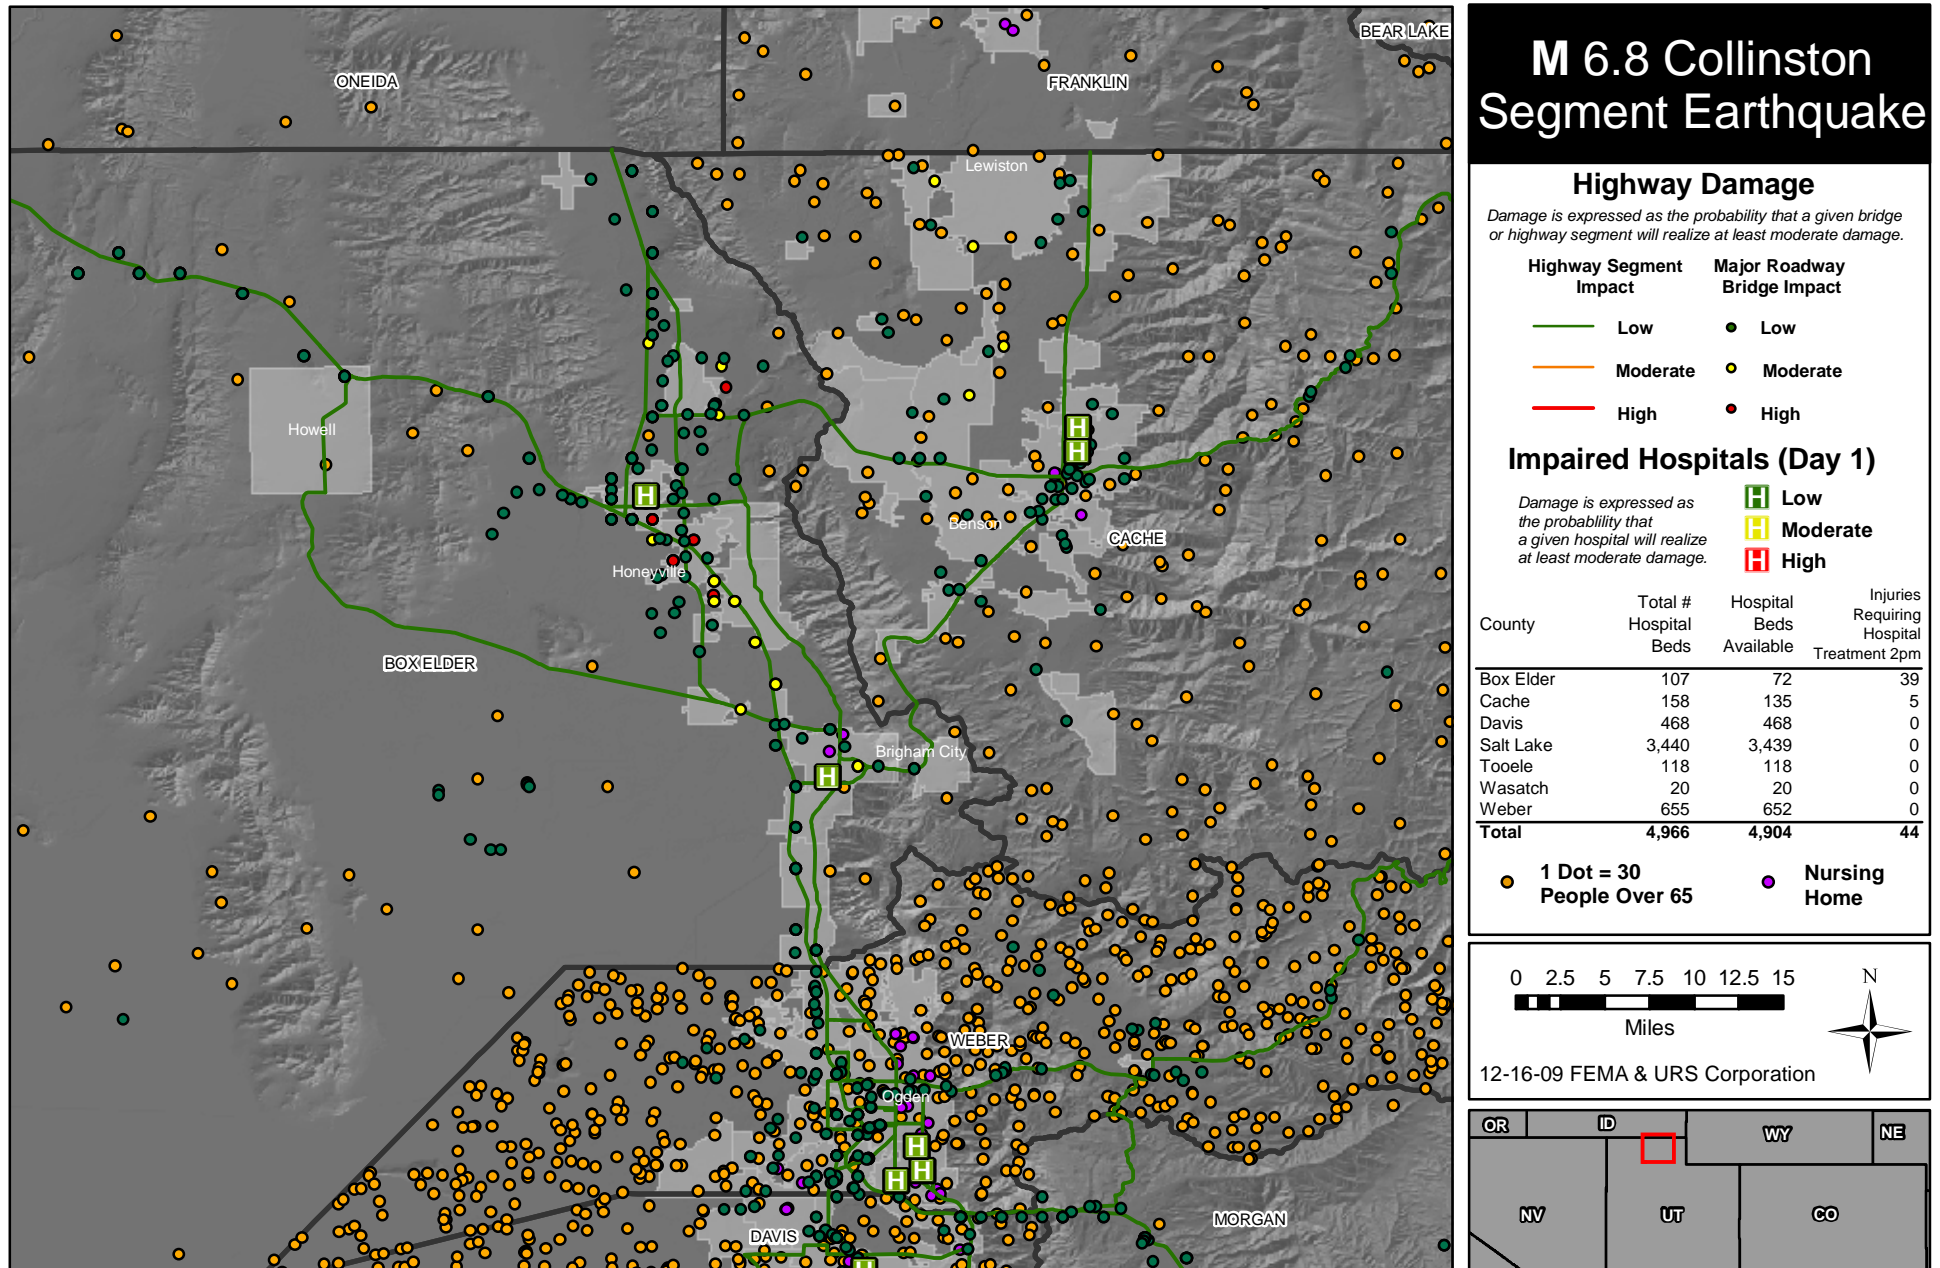 BEAR LAKE
ONEIDA
FRANKLIN
Lewiston
Howell
Benson
CACHE
Honeyville
BOX ELDER
Brigham City
WEBER
Ogden
MORGAN
DAVIS
H
H
H
H
H
H
H
M 6.8 Collinston
Segment Earthquake
Highway Damage
Damage is expressed as the probability that a given bridge
or highway segment will realize at least moderate damage.
Highway Segment Major Roadway
Impact Bridge Impact
Low Low
Moderate Moderate
High High
Impaired Hospitals (Day 1)
Damage is expressed as
the probablility that
a given hospital will realize
at least moderate damage.
H Low
H Moderate
H High
County Total # Hospital Beds Hospital Beds Available Injuries Requiring Hospital Treatment 2pm
Box Elder 107 72 39
Cache 158 135 5
Davis 468 468 0
Salt Lake 3,440 3,439 0
Tooele 118 118 0
Wasatch 20 20 0
Weber 655 652 0
Total 4,966 4,904 44
1 Dot = 30 Nursing
People Over 65 Home
0 2.5 5 7.5 10 12.5 15
Miles
N
12-16-09 FEMA & URS Corporation
OR ID WY NE
NV UT CO